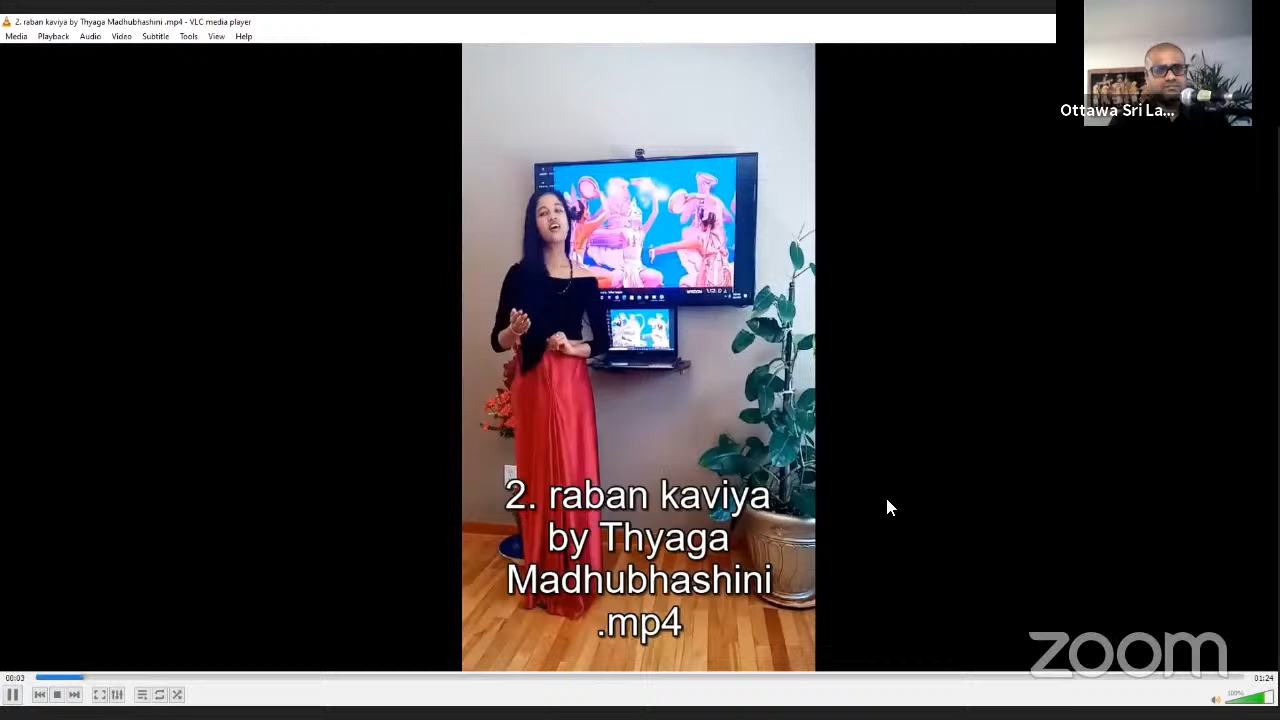 2. raban kaviya by Thyaga Madhubhashini .mp4 - VLC media player
Media Playback Audio Video Subtitle Tools View Help
Ottawa Sri La...
2. raban kaviya
by Thyaga
Madhubhashini
.mp4
zoom
00:03
01:24
100%